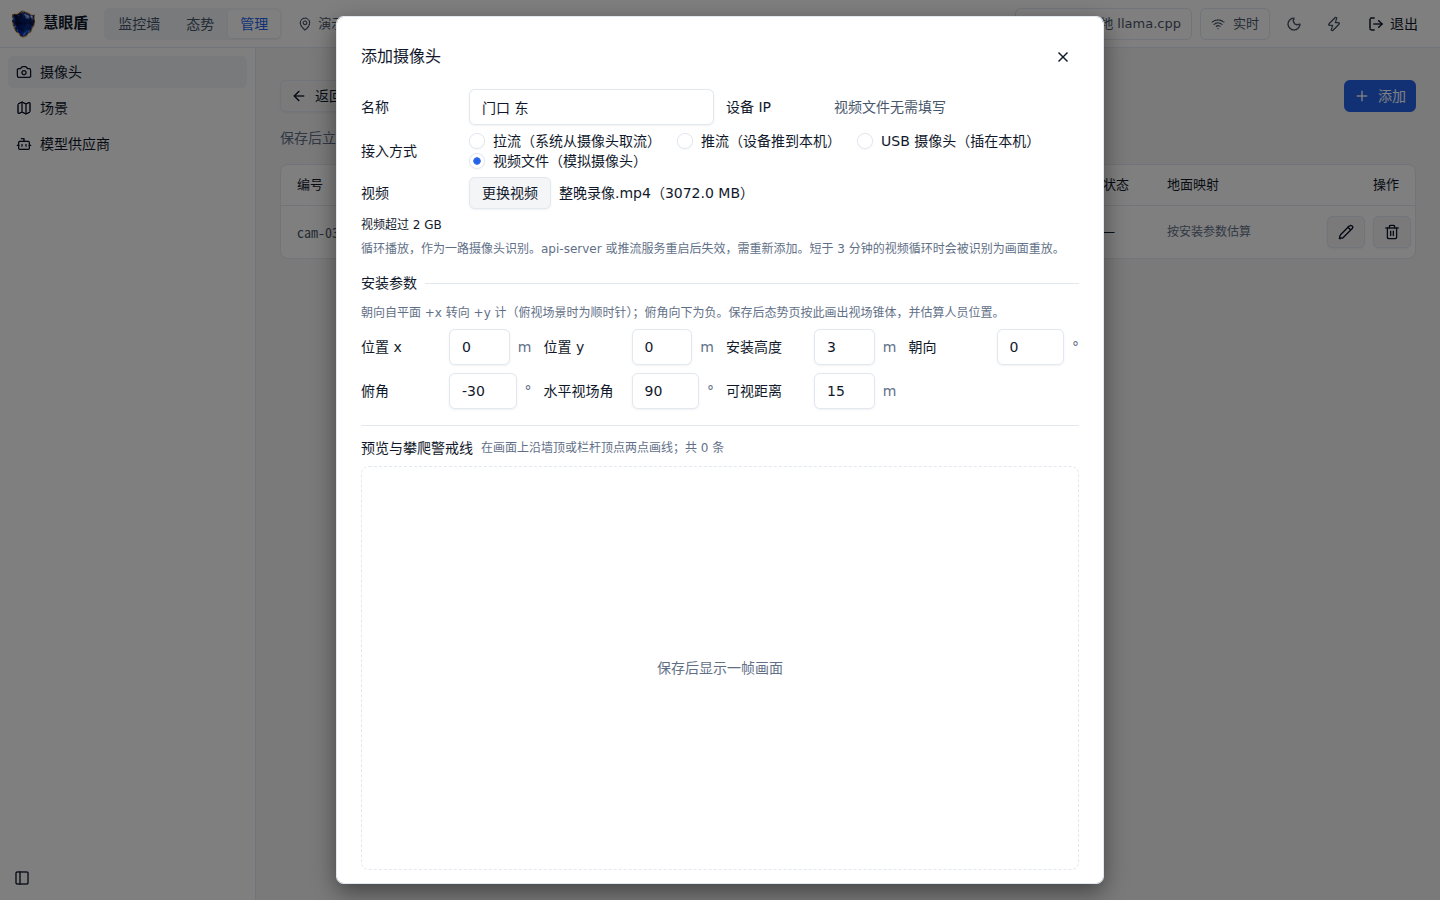 慧眼盾 监控墙 态势 管理 演示 地 llama.cpp 实时 退出
添加摄像头
摄像头
场景
模型供应商
返回
添加
保存后立
编号 状态 地面映射 操作
cam-03 — 按安装参数估算
名称 门口 东 设备 IP 视频文件无需填写
接入方式 拉流（系统从摄像头取流） 推流（设备推到本机） USB 摄像头（插在本机）
视频文件（模拟摄像头）
视频 更换视频 整晚录像.mp4（3072.0 MB）
视频超过 2 GB
循环播放，作为一路摄像头识别。api-server 或推流服务重启后失效，需重新添加。短于 3 分钟的视频循环时会被识别为画面重放。
安装参数
朝向自平面 +x 转向 +y 计（俯视场景时为顺时针）；俯角向下为负。保存后态势页按此画出视场锥体，并估算人员位置。
位置 x 0 m 位置 y 0 m 安装高度 3 m 朝向 0 °
俯角 -30 ° 水平视场角 90 ° 可视距离 15 m
预览与攀爬警戒线 在画面上沿墙顶或栏杆顶点两点画线；共 0 条
保存后显示一帧画面